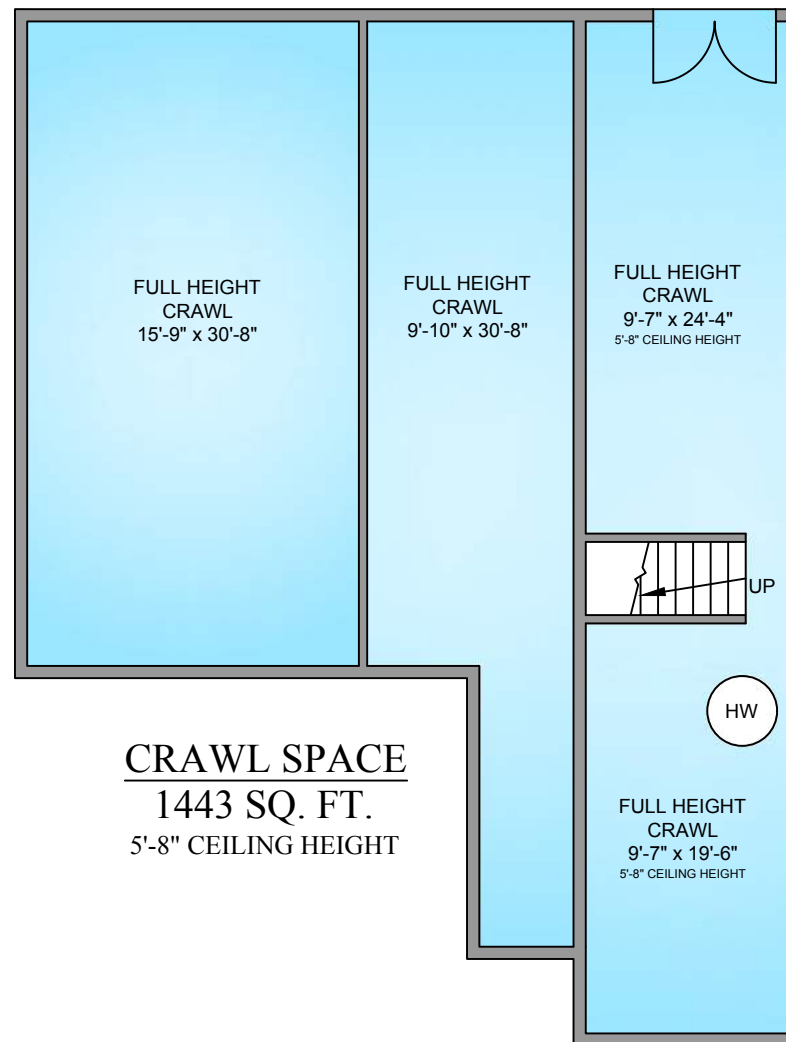 FULL HEIGHT
CRAWL
15'-9" x 30'-8"
FULL HEIGHT
CRAWL
9'-10" x 30'-8"
FULL HEIGHT
CRAWL
9'-7" x 24'-4"
5'-8" CEILING HEIGHT
UP
HW
CRAWL SPACE
1443 SQ. FT.
5'-8" CEILING HEIGHT
FULL HEIGHT
CRAWL
9'-7" x 19'-6"
5'-8" CEILING HEIGHT